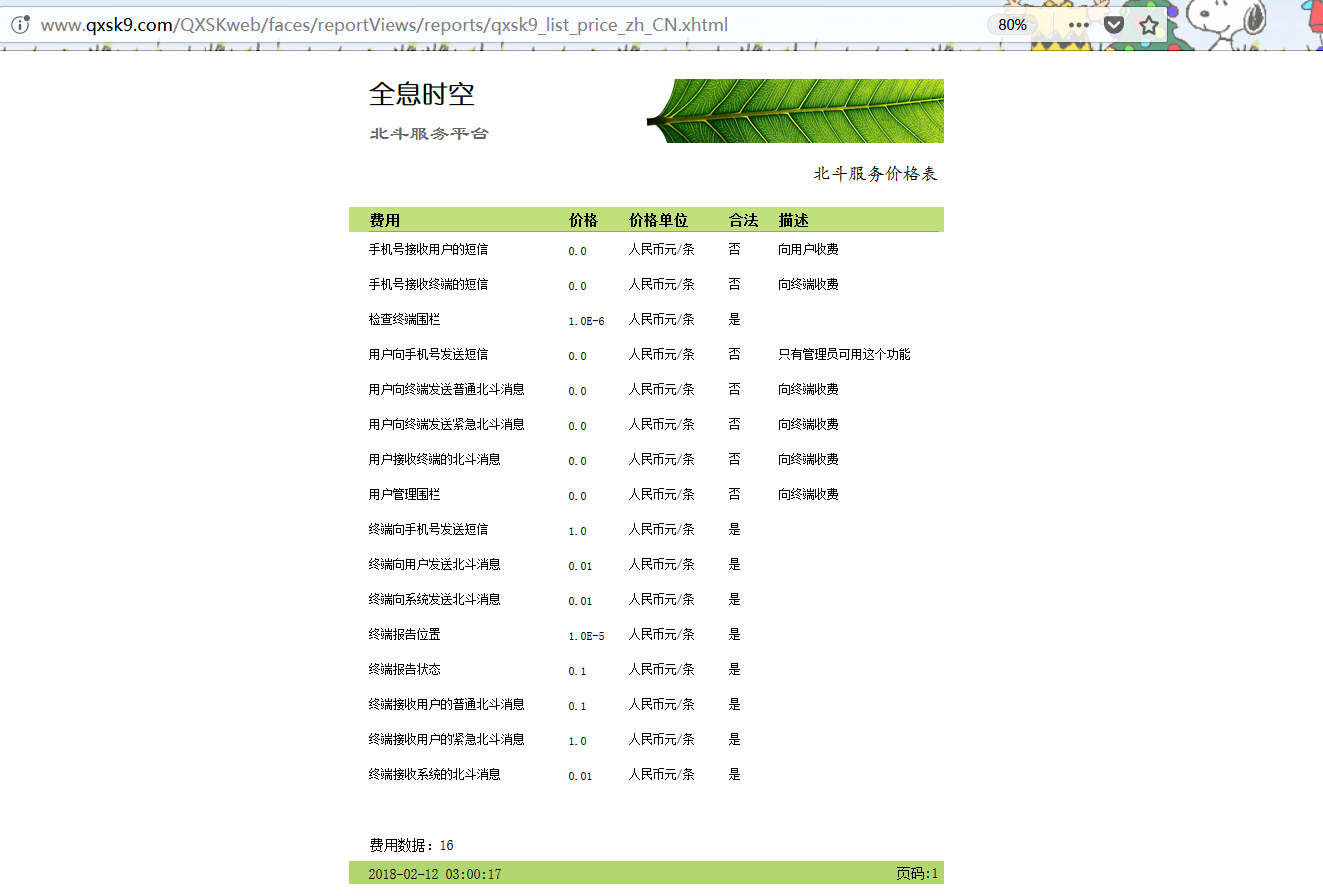 www.qxsk9.com/QXSKweb/faces/reportViews/reports/qxsk9_list_price_zh_CN.xhtml 80%
全息时空
北斗服务平台
北斗服务价格表
费用 价格 价格单位 合法 描述
手机号接收用户的短信 0.0 人民币元/条 否 向用户收费
手机号接收终端的短信 0.0 人民币元/条 否 向终端收费
检查终端围栏 1.0E-6 人民币元/条 是
用户向手机号发送短信 0.0 人民币元/条 否 只有管理员可用这个功能
用户向终端发送普通北斗消息 0.0 人民币元/条 否 向终端收费
用户向终端发送紧急北斗消息 0.0 人民币元/条 否 向终端收费
用户接收终端的北斗消息 0.0 人民币元/条 否 向终端收费
用户管理围栏 0.0 人民币元/条 否 向终端收费
终端向手机号发送短信 1.0 人民币元/条 是
终端向用户发送北斗消息 0.01 人民币元/条 是
终端向系统发送北斗消息 0.01 人民币元/条 是
终端报告位置 1.0E-5 人民币元/条 是
终端报告状态 0.1 人民币元/条 是
终端接收用户的普通北斗消息 0.1 人民币元/条 是
终端接收用户的紧急北斗消息 1.0 人民币元/条 是
终端接收系统的北斗消息 0.01 人民币元/条 是
费用数据：16
2018-02-12 03:00:17 页码:1